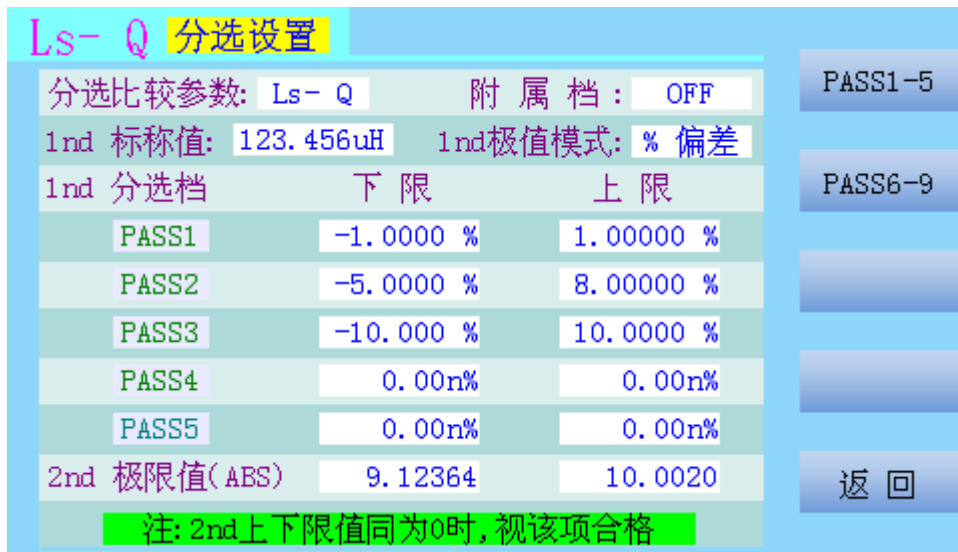 Ls- Q 分选设置
分选比较参数: Ls- Q 附 属 档 : OFF
1nd 标称值: 123.456uH 1nd极值模式: % 偏差
1nd 分选档 下 限 上 限
PASS1 -1.0000 % 1.00000 %
PASS2 -5.0000 % 8.00000 %
PASS3 -10.000 % 10.0000 %
PASS4 0.00n% 0.00n%
PASS5 0.00n% 0.00n%
2nd 极限值(ABS) 9.12364 10.0020
注:2nd上下限值同为0时,视该项合格
PASS1-5
PASS6-9
返 回